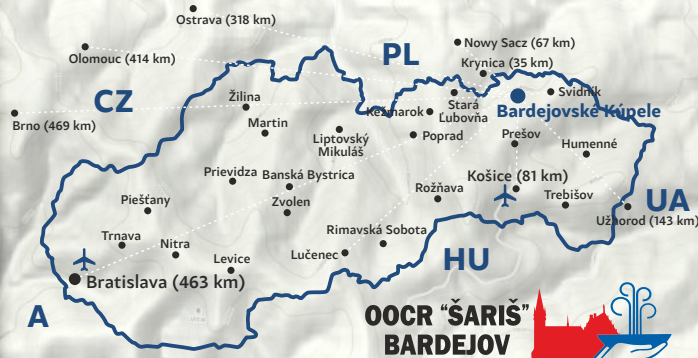 Ostrava (318 km)
Nowy Sacz (67 km)
PL
Olomouc (414 km)
Krynica (35 km)
CZ
Žilina
Kežmarok
Stará
Ľubovňa
Svidník
Bardejovské Kúpele
Brno (469 km)
Martin
Liptovský
Mikuláš
Poprad
Prešov
Humenné
Prievidza
Banská Bystrica
Košice (81 km)
Piešťany
Zvolen
Rožňava
Trebišov
UA
Užhorod (143 km)
Trnava
Nitra
Rimavská Sobota
Levice
Lučenec
HU
Bratislava (463 km)
A
OOCR "ŠARIŠ"
BARDEJOV